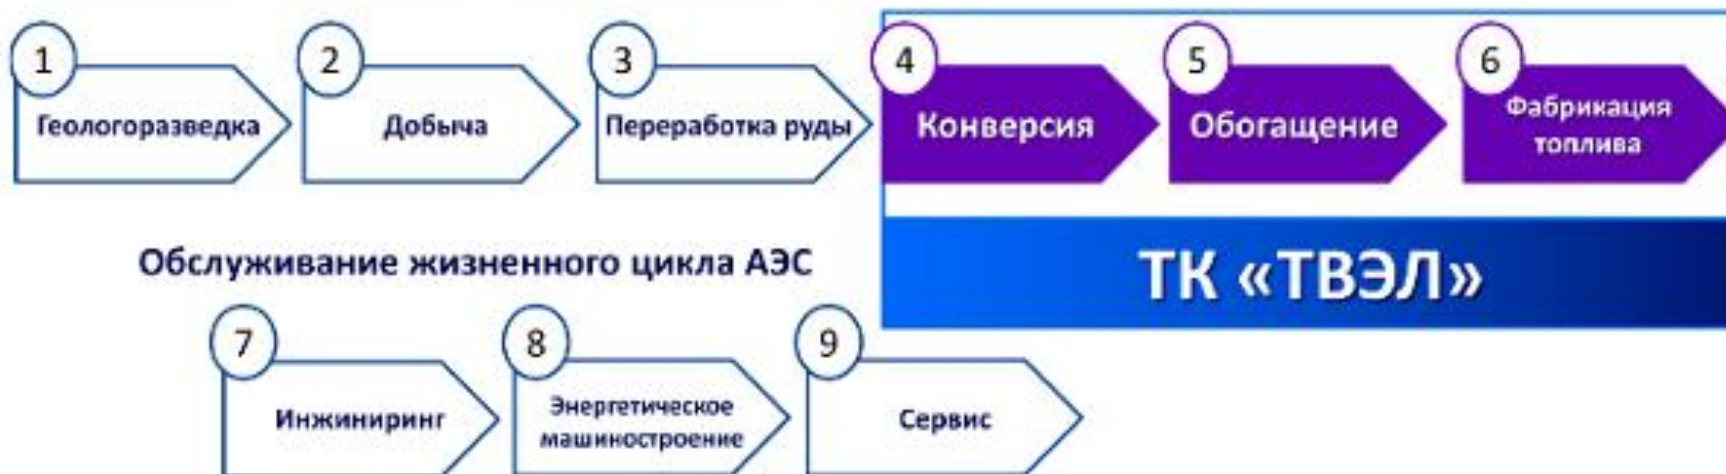 1
Геологоразведка
2
Добыча
3
Переработка руды
4
Конверсия
5
Обогащение
6
Фабрикация
топлива
Обслуживание жизненного цикла АЭС
ТК «ТВЭЛ»
7
Инжиниринг
8
Энергетическое
машиностроение
9
Сервис